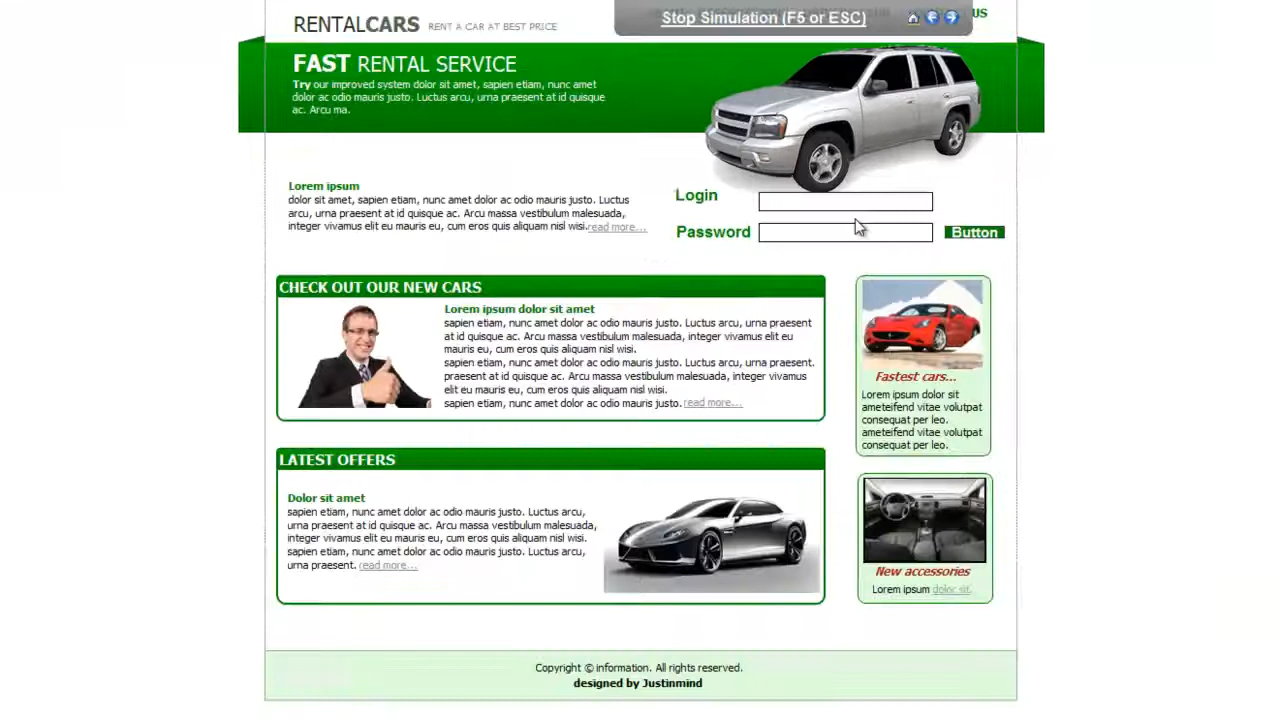 RENTALCARS RENT A CAR AT BEST PRICE
Stop Simulation (F5 or ESC)
US
FAST RENTAL SERVICE
Try our improved system dolor sit amet, sapien etiam, nunc amet
dolor ac odio mauris justo. Luctus arcu, urna praesent at id quisque
ac. Arcu ma.
Lorem ipsum
dolor sit amet, sapien etiam, nunc amet dolor ac odio mauris justo. Luctus
arcu, urna praesent at id quisque ac. Arcu massa vestibulum malesuada,
integer vivamus elit eu mauris eu, cum eros quis aliquam nisl wisi.read more...
Login
Password
Button
CHECK OUT OUR NEW CARS
Lorem ipsum dolor sit amet
sapien etiam, nunc amet dolor ac odio mauris justo. Luctus arcu, urna praesent
at id quisque ac. Arcu massa vestibulum malesuada, integer vivamus elit eu
mauris eu, cum eros quis aliquam nisl wisi.
sapien etiam, nunc amet dolor ac odio mauris justo. Luctus arcu, urna praesent.
praesent at id quisque ac. Arcu massa vestibulum malesuada, integer vivamus
elit eu mauris eu, cum eros quis aliquam nisl wisi.
sapien etiam, nunc amet dolor ac odio mauris justo. read more...
Fastest cars...
Lorem ipsum dolor sit
ameteifend vitae volutpat
consequat per leo.
ameteifend vitae volutpat
consequat per leo.
LATEST OFFERS
Dolor sit amet
sapien etiam, nunc amet dolor ac odio mauris justo. Luctus arcu,
urna praesent at id quisque ac. Arcu massa vestibulum malesuada,
integer vivamus elit eu mauris eu, cum eros quis aliquam nisl wisi.
sapien etiam, nunc amet dolor ac odio mauris justo. Luctus arcu,
urna praesent. read more...
New accessories
Lorem ipsum dolor sit.
Copyright © information. All rights reserved.
designed by Justinmind